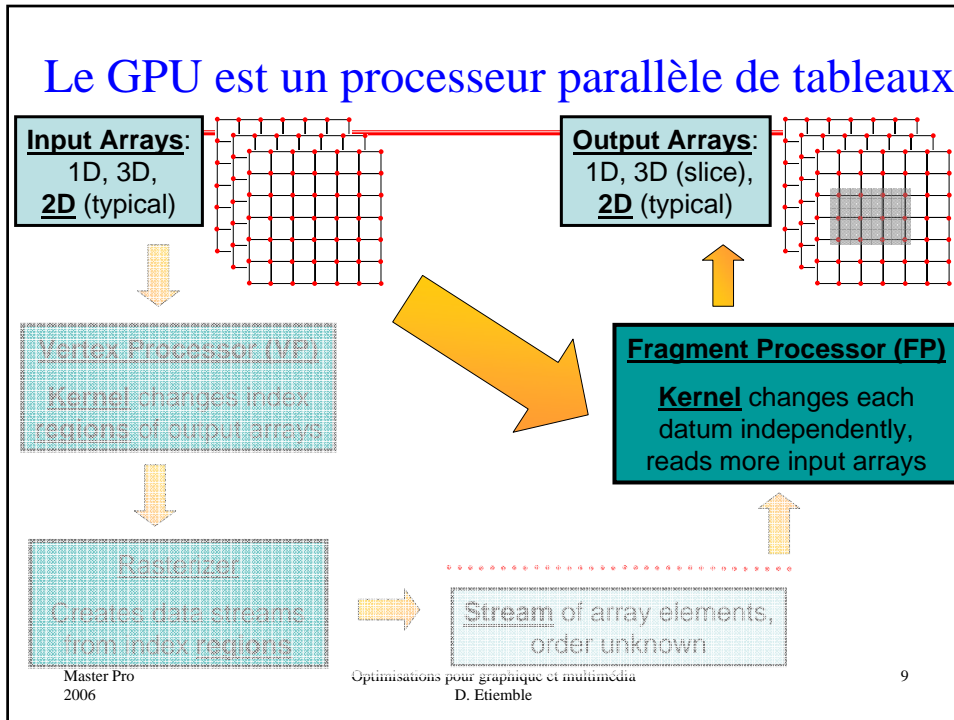 Le GPU est un processeur parallèle de tableaux
Input Arrays:
1D, 3D,
2D (typical)
Output Arrays:
1D, 3D (slice),
2D (typical)
Vertex Processor (VP)
Kernel changes index
regions of output arrays
Fragment Processor (FP)
Kernel changes each
datum independently,
reads more input arrays
Rasterizer
Creates data streams
from index regions
Stream of array elements,
order unknown
Master Pro
2006
Optimisations pour graphique et multimédia
D. Etiemble
9